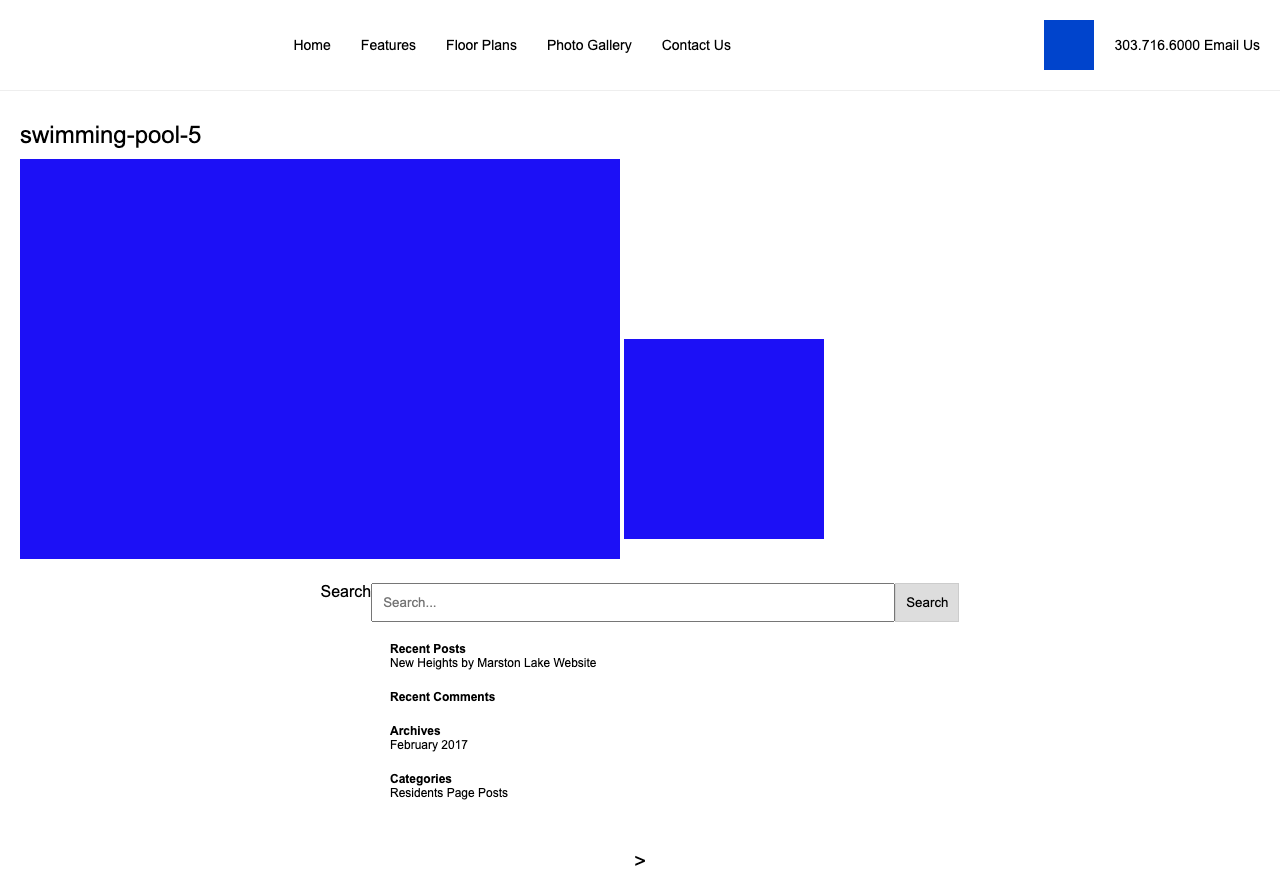 Home Features Floor Plans Photo Gallery Contact Us 303.716.6000 Email Us
swimming-pool-5
Search Search... Search
Recent Posts
New Heights by Marston Lake Website
Recent Comments
Archives
February 2017
Categories
Residents Page Posts
>